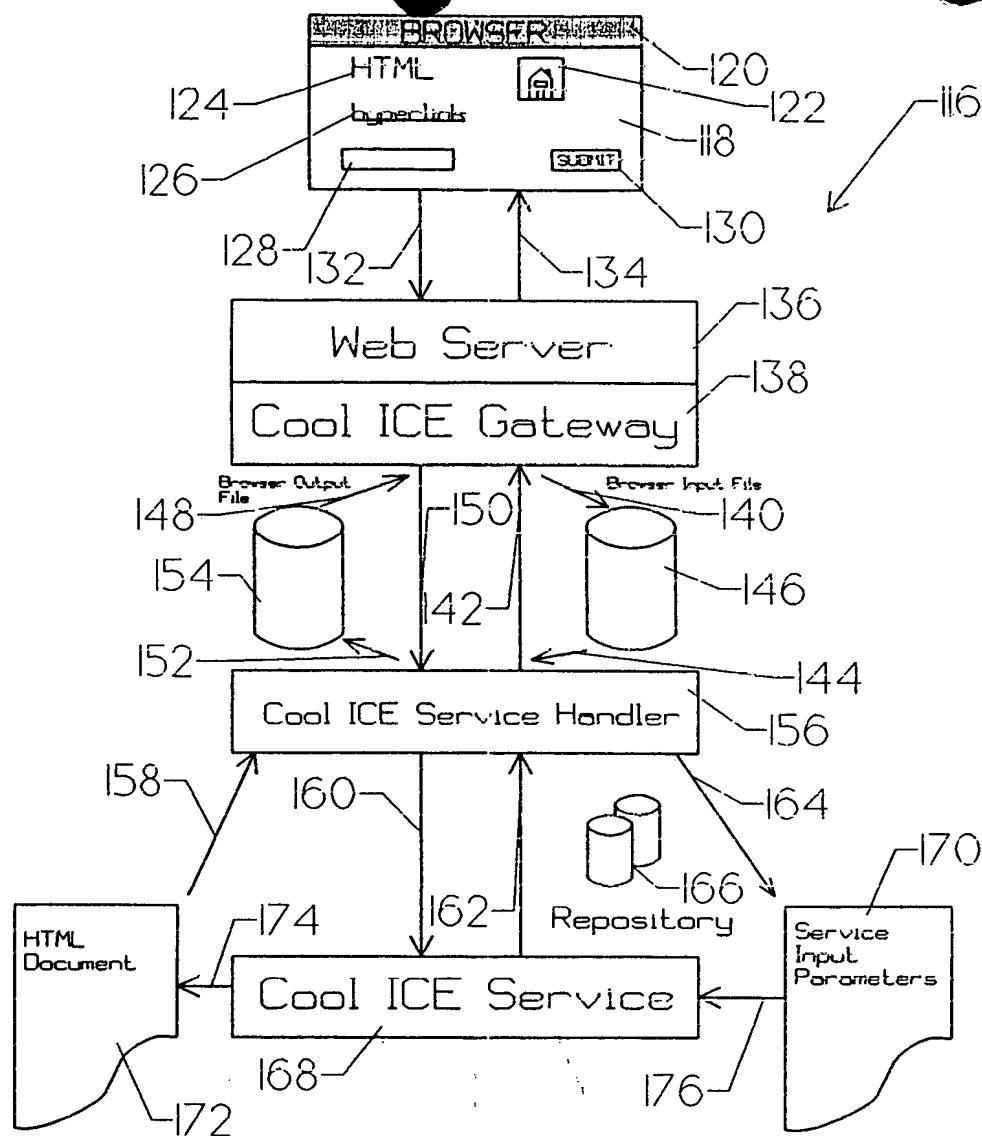 BROWSER
120
HTML
124
122
116
hyperlink
118
126
SUBMIT
130
128
132
134
136
Web Server
138
Cool ICE Gateway
Browser Output
File
Browser Input File
148
150
140
154
142
146
152
144
Cool ICE Service Handler
156
158
160
164
170
166
162
Repository
174
HTML
Document
Service
Input
Parameters
Cool ICE Service
168
176
172